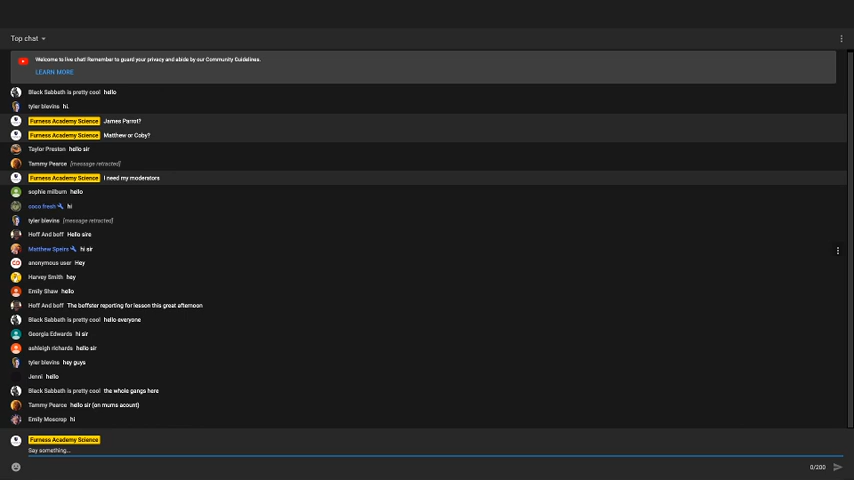 Top chat
Welcome to live chat! Remember to guard your privacy and abide by our Community Guidelines.
LEARN MORE
Black Sabbath is pretty cool hello
tyler blevins hi.
Furness Academy Science James Parrot?
Furness Academy Science Matthew or Coby?
Taylor Preston hello sir
Tammy Pearce [message retracted]
Furness Academy Science I need my moderators
sophie milburn hello
coco fresh hi
tyler blevins [message retracted]
Hoff And boff Hello sire
Matthew Speirs hi sir
anonymous user Hey
Harvey Smith hey
Emily Shaw hello
Hoff And boff The boffster reporting for lesson this great afternoon
Black Sabbath is pretty cool hello everyone
Georgia Edwards hi sir
ashleigh richards hello sir
tyler blevins hey guys
Jenni hello
Black Sabbath is pretty cool the whole gangs here
Tammy Pearce hello sir (on mums acount)
Emily Moscrop hi
Furness Academy Science
Say something...
0/200